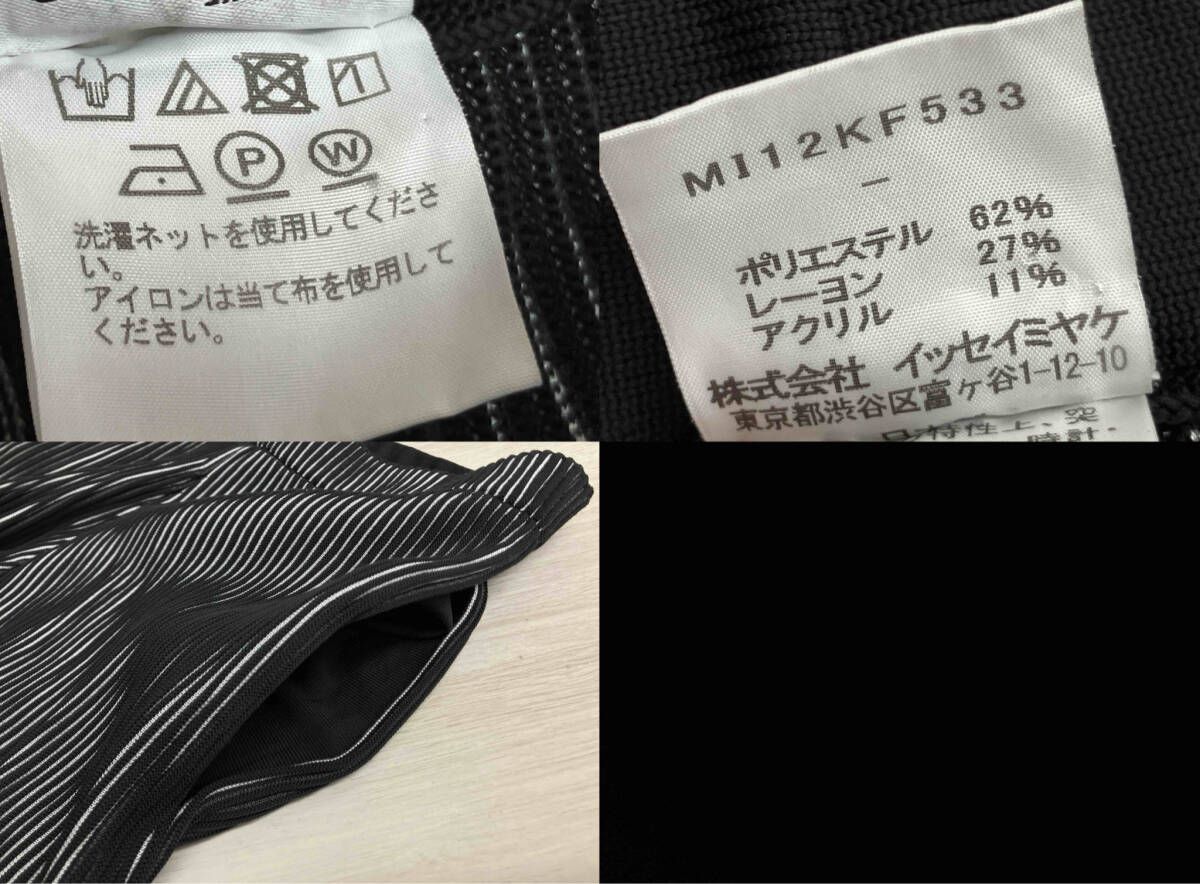 P W
洗濯ネットを使用してくださ
い。
アイロンは当て布を使用して
ください。
MI12KF533
-
ポリエステル 62%
レーヨン 27%
アクリル 11%
株式会社 イッセイミヤケ
東京都渋谷区富ヶ谷1-12-10